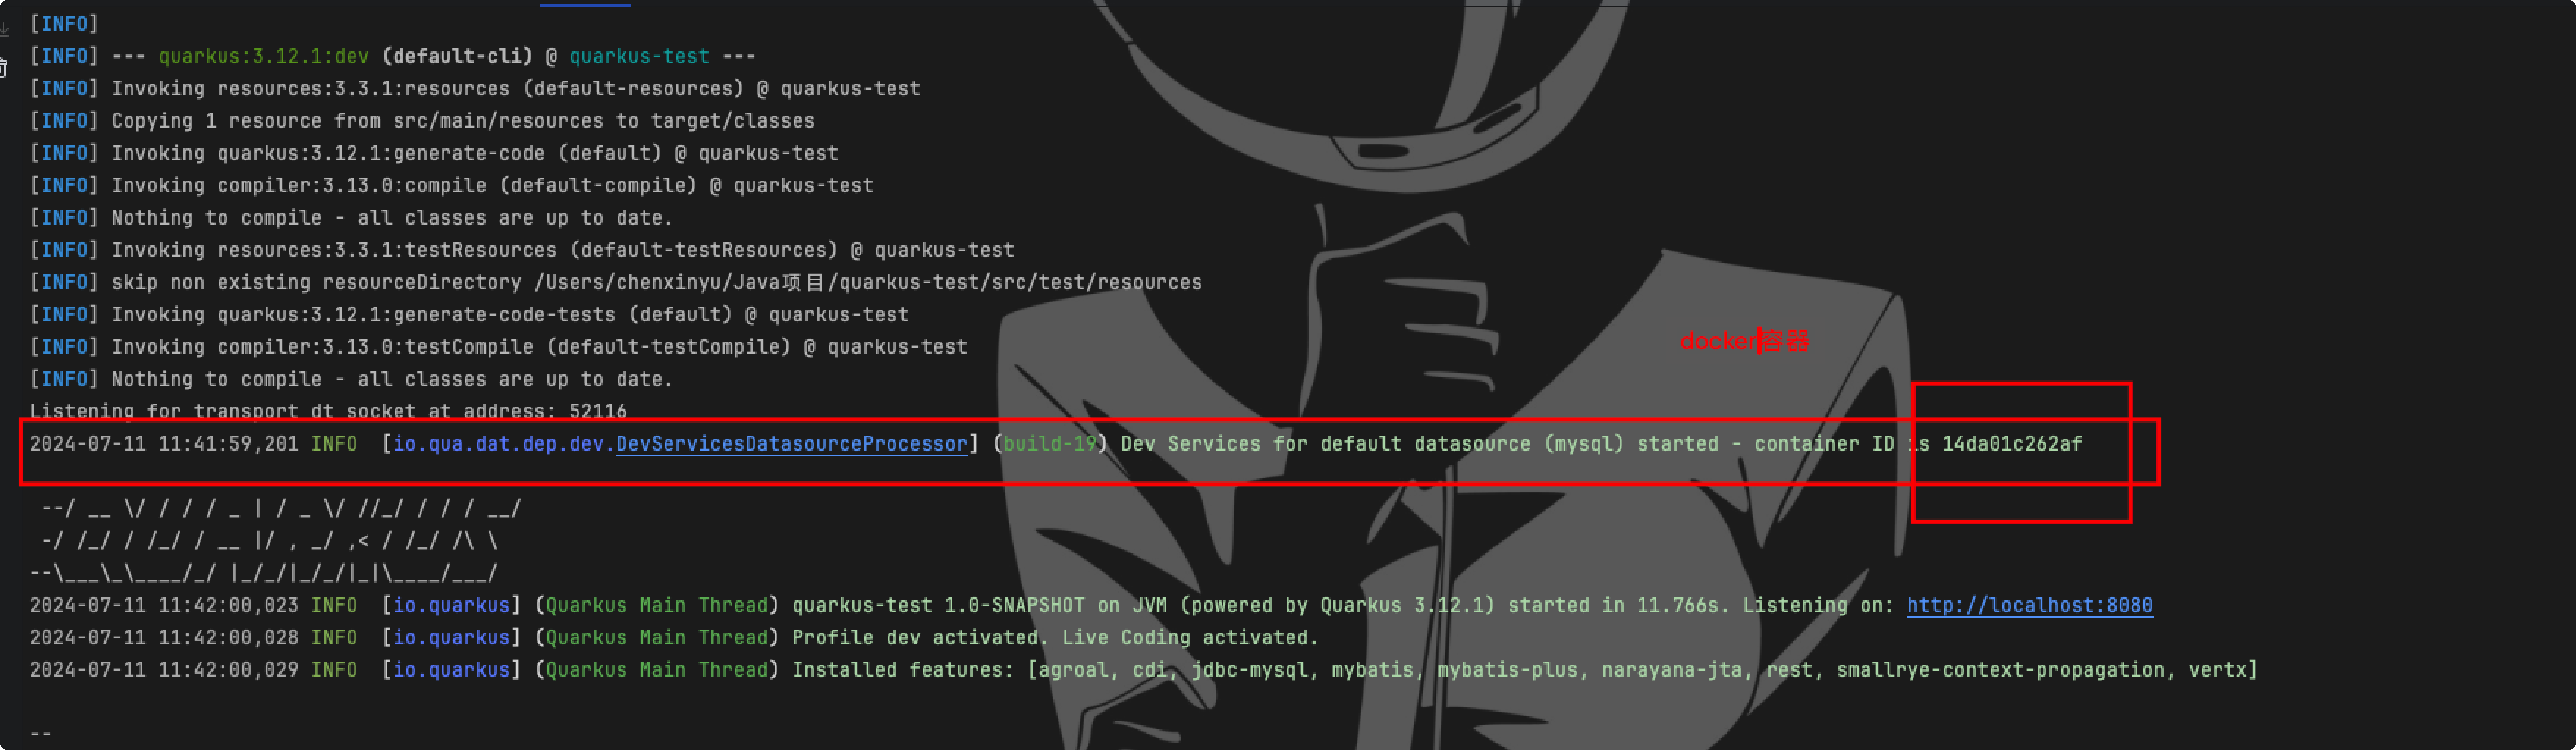 [INFO]
[INFO] --- quarkus:3.12.1:dev (default-cli) @ quarkus-test ---
[INFO] Invoking resources:3.3.1:resources (default-resources) @ quarkus-test
[INFO] Copying 1 resource from src/main/resources to target/classes
[INFO] Invoking quarkus:3.12.1:generate-code (default) @ quarkus-test
[INFO] Invoking compiler:3.13.0:compile (default-compile) @ quarkus-test
[INFO] Nothing to compile - all classes are up to date.
[INFO] Invoking resources:3.3.1:testResources (default-testResources) @ quarkus-test
[INFO] skip non existing resourceDirectory /Users/chenxinyu/Java项目/quarkus-test/src/test/resources
[INFO] Invoking quarkus:3.12.1:generate-code-tests (default) @ quarkus-test
docker容器
[INFO] Invoking compiler:3.13.0:testCompile (default-testCompile) @ quarkus-test
[INFO] Nothing to compile - all classes are up to date.
Listening for transport dt_socket at address: 52116
2024-07-11 11:41:59,201 INFO  [io.qua.dat.dep.dev.DevServicesDatasourceProcessor] (build-19) Dev Services for default datasource (mysql) started - container ID is 14da01c262af
 --/ __ \/ / / / _ | / _ \/ //_/ / / / __/
 -/ /_/ / /_/ / __ |/ , _/ ,< / /_/ /\ \
--\___\_\____/_/ |_/_/|_/_/|_|\____/___/
2024-07-11 11:42:00,023 INFO  [io.quarkus] (Quarkus Main Thread) quarkus-test 1.0-SNAPSHOT on JVM (powered by Quarkus 3.12.1) started in 11.766s. Listening on: http://localhost:8080
2024-07-11 11:42:00,028 INFO  [io.quarkus] (Quarkus Main Thread) Profile dev activated. Live Coding activated.
2024-07-11 11:42:00,029 INFO  [io.quarkus] (Quarkus Main Thread) Installed features: [agroal, cdi, jdbc-mysql, mybatis, mybatis-plus, narayana-jta, rest, smallrye-context-propagation, vertx]
--